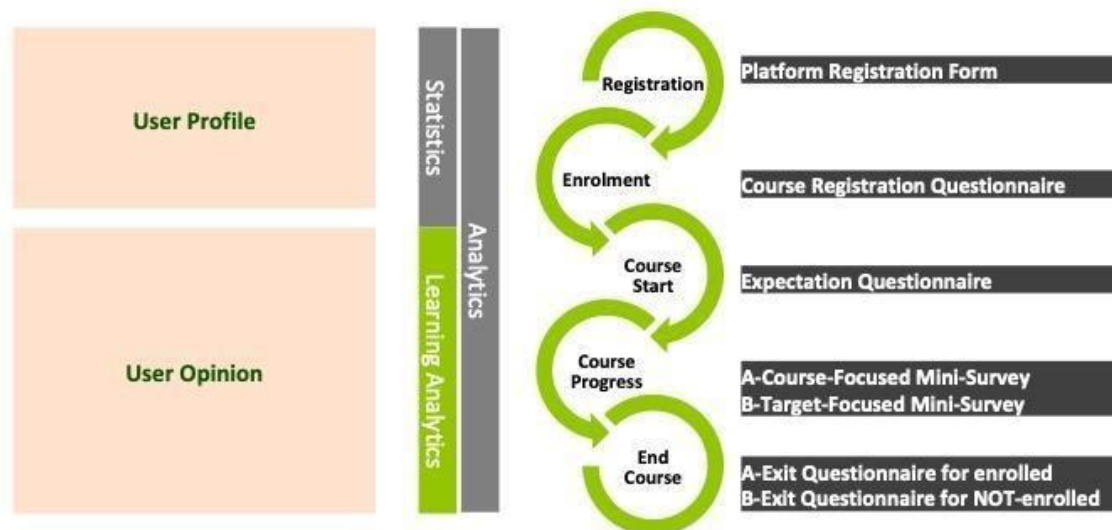 User Profile
User Opinion
Statistics
Learning Analytics
Analytics
Registration
Enrolment
Course
Start
Course
Progress
End
Course
Platform Registration Form
Course Registration Questionnaire
Expectation Questionnaire
A-Course-Focused Mini-Survey
B-Target-Focused Mini-Survey
A-Exit Questionnaire for enrolled
B-Exit Questionnaire for NOT-enrolled